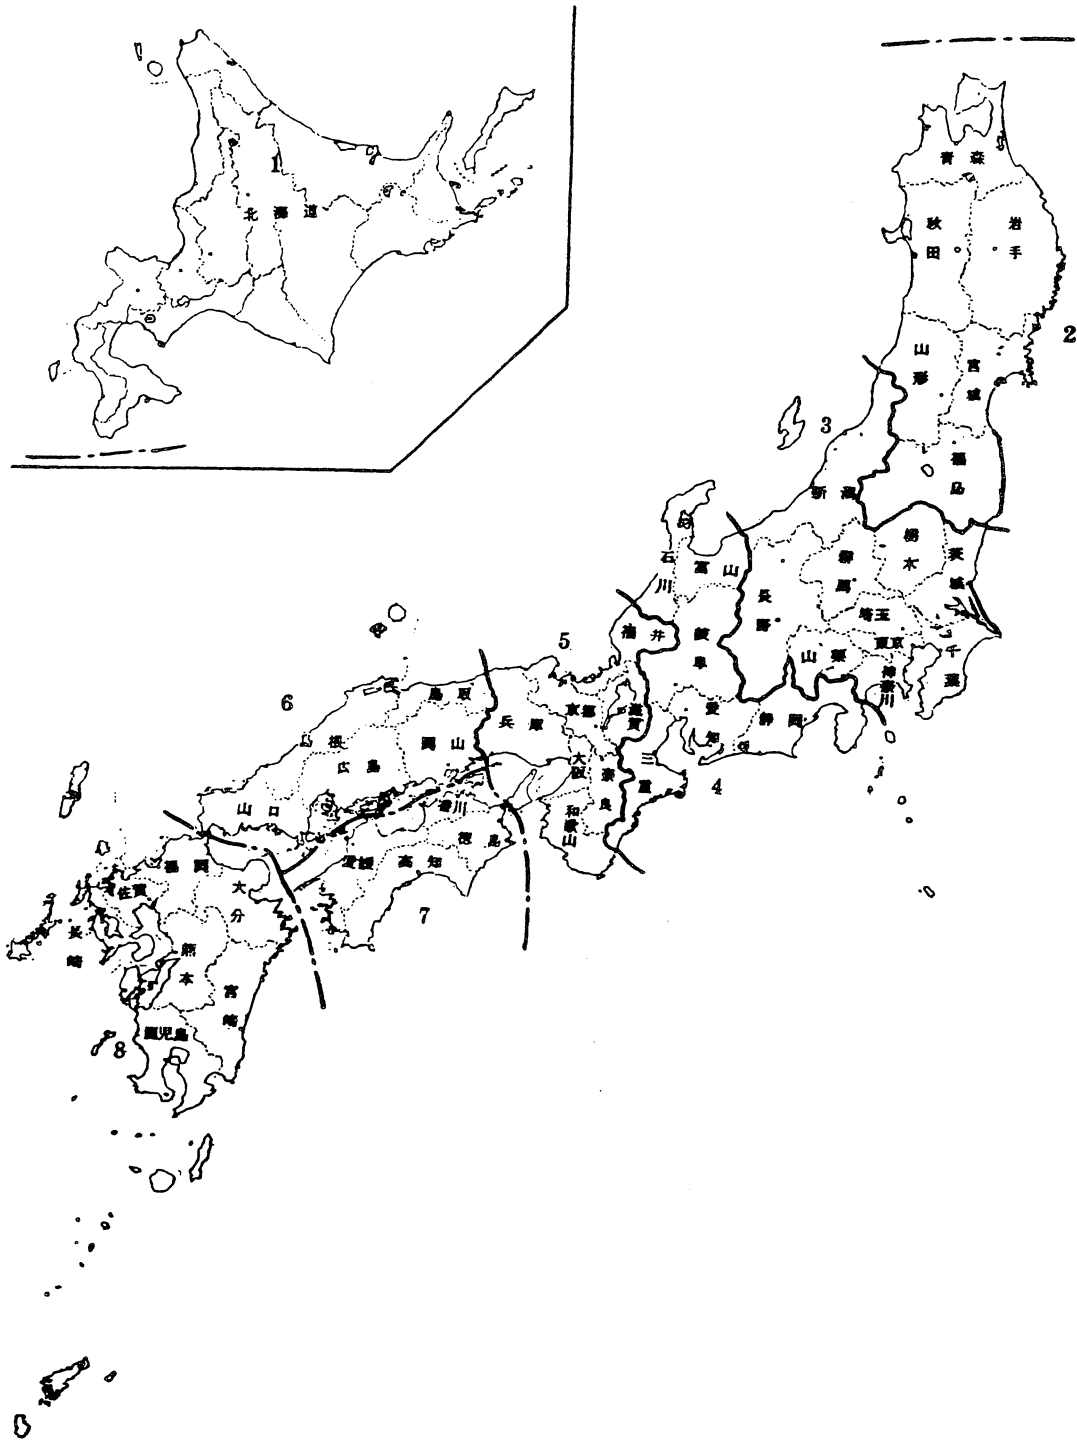 1
北海道
青森
秋田
岩手
2
山形
宮城
3
福島
新潟
栃木
茨城
石川
富山
群馬
長野
埼玉
東京
千葉
山梨
神奈川
福井
岐阜
5
愛知
静岡
4
三重
滋賀
京都
兵庫
大阪
奈良
和歌山
6
鳥取
島根
岡山
広島
山口
香川
徳島
愛媛
高知
7
福岡
佐賀
大分
長崎
熊本
宮崎
鹿児島
8